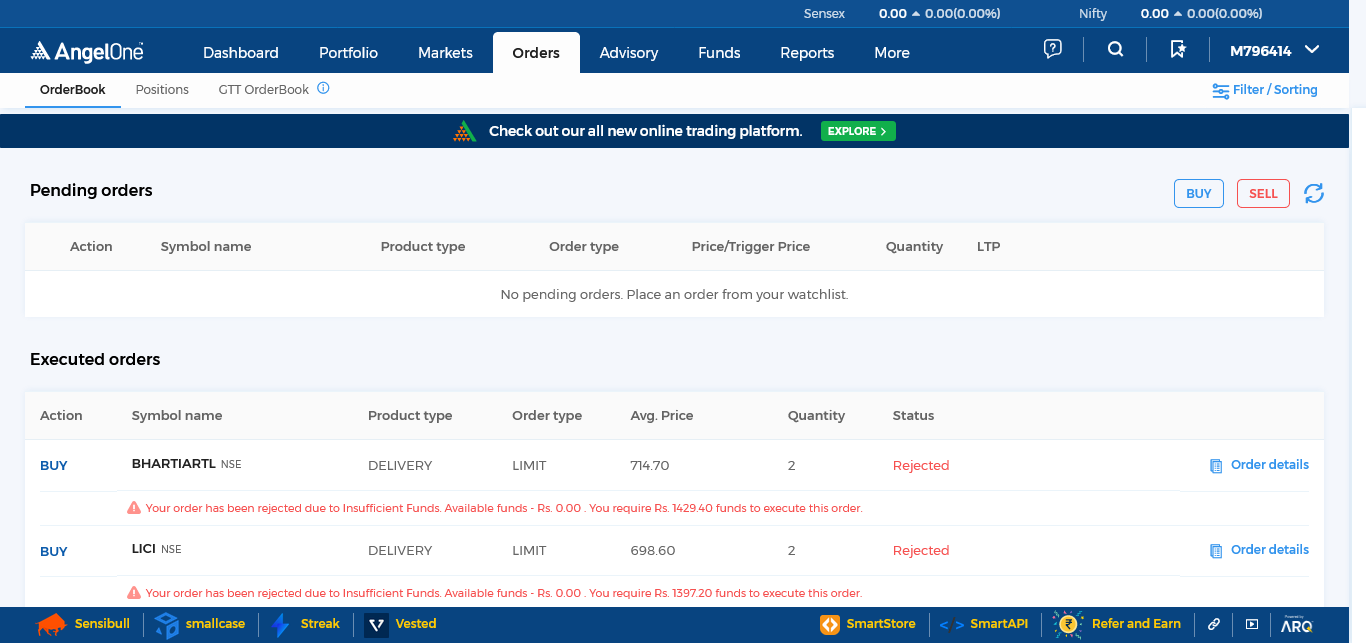 Sensex 0.00 0.00(0.00%) Nifty 0.00 0.00(0.00%)
AngelOne Dashboard Portfolio Markets Orders Advisory Funds Reports More M796414
OrderBook Positions GTT OrderBook Filter / Sorting
Check out our all new online trading platform. EXPLORE >
Pending orders BUY SELL
Action Symbol name Product type Order type Price/Trigger Price Quantity LTP
No pending orders. Place an order from your watchlist.
Executed orders
Action Symbol name Product type Order type Avg. Price Quantity Status
BUY BHARTIARTL NSE DELIVERY LIMIT 714.70 2 Rejected Order details
Your order has been rejected due to Insufficient Funds. Available funds - Rs. 0.00 . You require Rs. 1429.40 funds to execute this order.
BUY LICI NSE DELIVERY LIMIT 698.60 2 Rejected Order details
Your order has been rejected due to Insufficient Funds. Available funds - Rs. 0.00 . You require Rs. 1397.20 funds to execute this order.
Sensibull smallcase Streak Vested SmartStore < > SmartAPI ₹ Refer and Earn Powered by ARQ